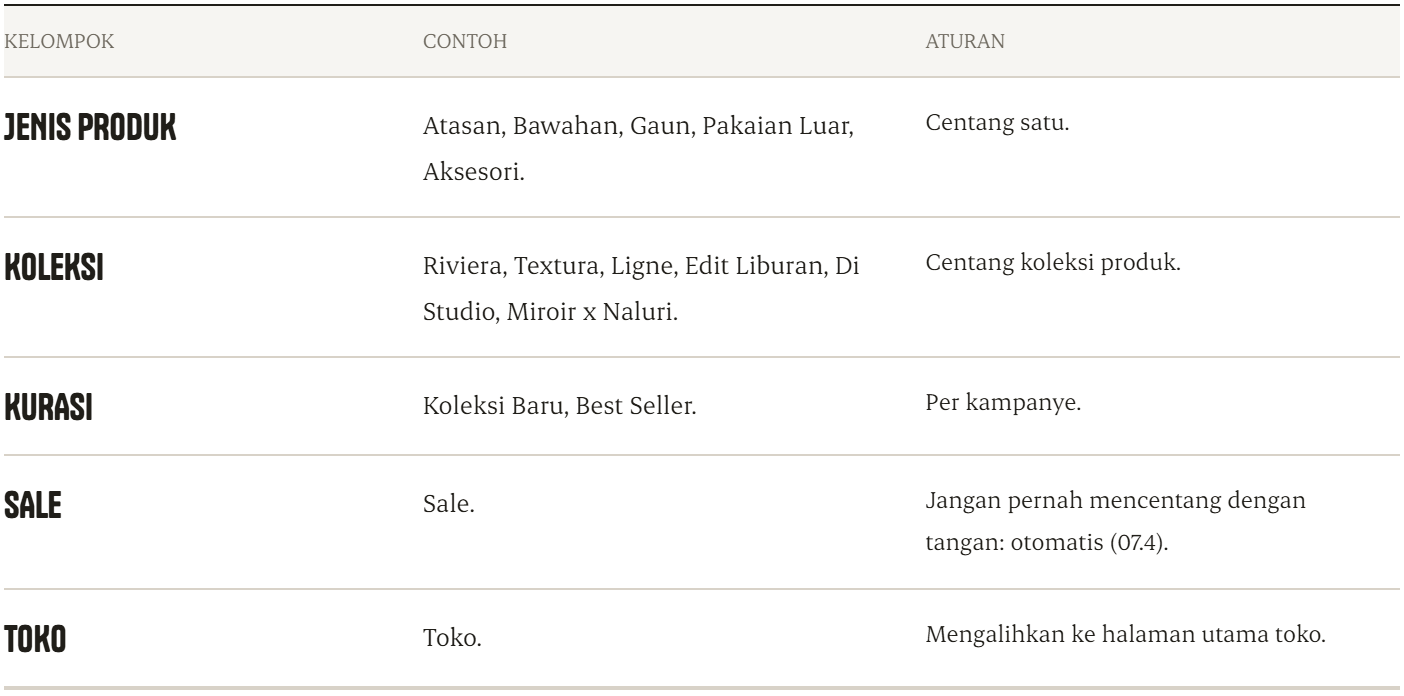 KELOMPOK CONTOH ATURAN
JENIS PRODUK Atasan, Bawahan, Gaun, Pakaian Luar, Centang satu.
Aksesori.
KOLEKSI Riviera, Textura, Ligne, Edit Liburan, Di Centang koleksi produk.
Studio, Miroir x Naluri.
KURASI Koleksi Baru, Best Seller. Per kampanye.
SALE Sale. Jangan pernah mencentang dengan
tangan: otomatis (07.4).
TOKO Toko. Mengalihkan ke halaman utama toko.